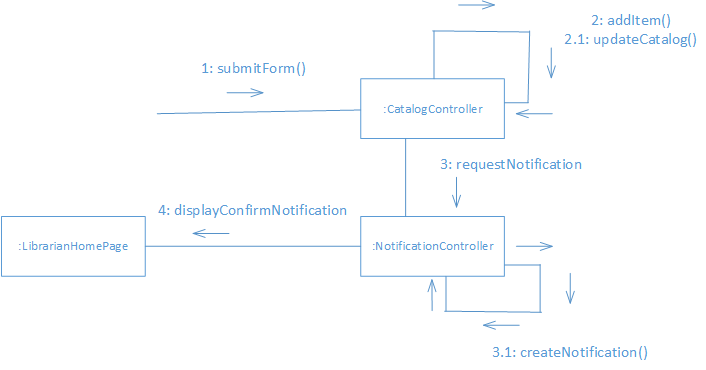 2: addItem()
2.1: updateCatalog()
1: submitForm()
:CatalogController
3: requestNotification
4: displayConfirmNotification
:LibrarianHomePage
:NotificationController
3.1: createNotification()